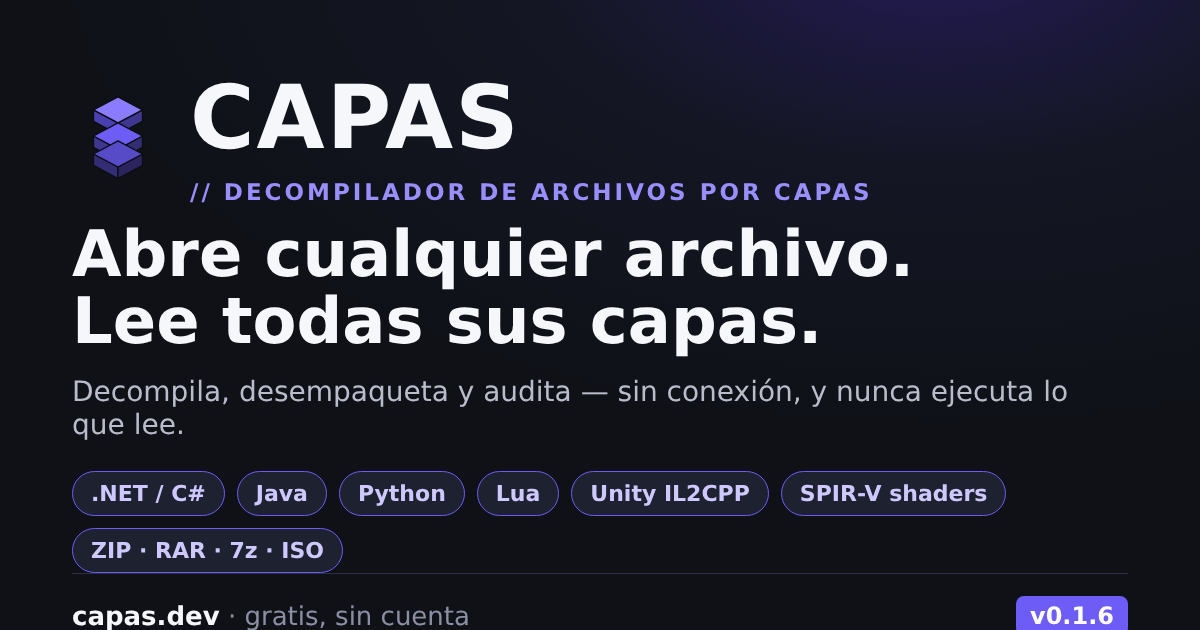 CAPAS
// DECOMPILADOR DE ARCHIVOS POR CAPAS
Abre cualquier archivo.
Lee todas sus capas.
Decompila, desempaqueta y audita — sin conexión, y nunca ejecuta lo
que lee.
.NET / C# Java Python Lua Unity IL2CPP SPIR-V shaders
ZIP · RAR · 7z · ISO
capas.dev · gratis, sin cuenta v0.1.6